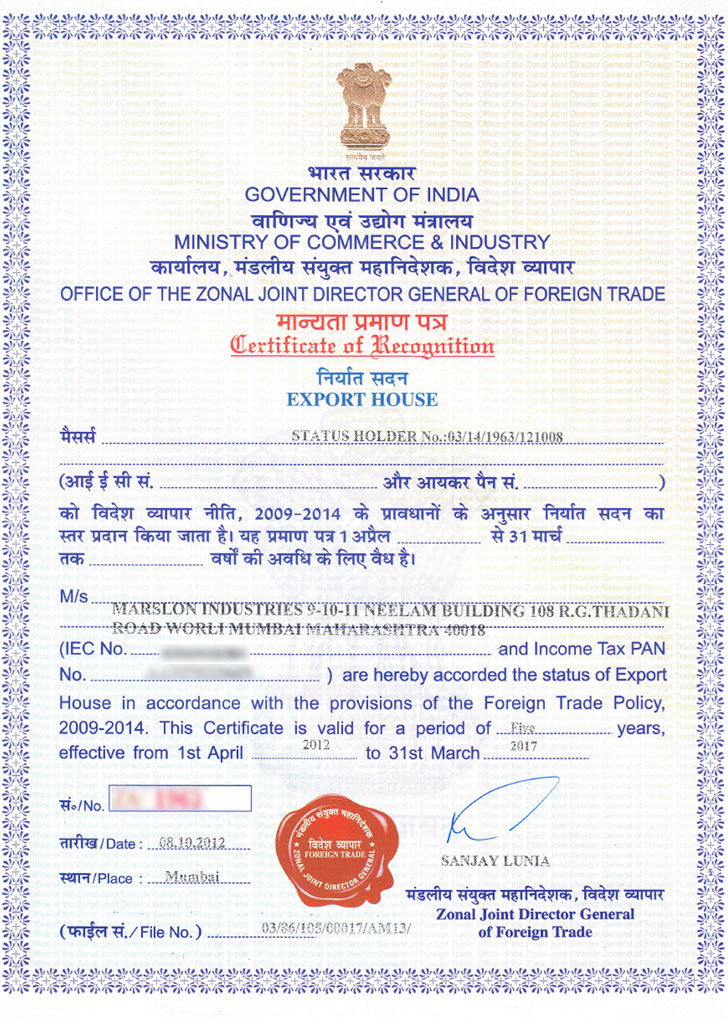 सत्यमेव जयते
भारत सरकार
GOVERNMENT OF INDIA
वाणिज्य एवं उद्योग मंत्रालय
MINISTRY OF COMMERCE & INDUSTRY
कार्यालय, मंडलीय संयुक्त महानिदेशक, विदेश व्यापार
OFFICE OF THE ZONAL JOINT DIRECTOR GENERAL OF FOREIGN TRADE
मान्यता प्रमाण पत्र
Certificate of Recognition
निर्यात सदन
EXPORT HOUSE
मैसर्स STATUS HOLDER No.:03/14/1963/121008
(आई ई सी सं. और आयकर पैन सं. )
को विदेश व्यापार नीति, 2009-2014 के प्रावधानों के अनुसार निर्यात सदन का
स्तर प्रदान किया जाता है। यह प्रमाण पत्र 1 अप्रैल से 31 मार्च
तक वर्षों की अवधि के लिए वैध है।
M/s
MARSLON INDUSTRIES 9-10-11 NEELAM BUILDING 108 R.G.THADANI
ROAD WORLI MUMBAI MAHARASHTRA 40018
(IEC No. and Income Tax PAN
No. ) are hereby accorded the status of Export
House in accordance with the provisions of the Foreign Trade Policy,
2009-2014. This Certificate is valid for a period of Five years,
effective from 1st April 2012 to 31st March 2017
सं०/No.
तारीख/Date : 08.10.2012
स्थान/Place : Mumbai
(फाईल सं./File No.) 03/86/105/00017/AM13/
मंडलीय संयुक्त महानिदेशक
विदेश व्यापार
FOREIGN TRADE
ZONAL JOINT DIRECTOR GENERAL
SANJAY LUNIA
मंडलीय संयुक्त महानिदेशक, विदेश व्यापार
Zonal Joint Director General
of Foreign Trade